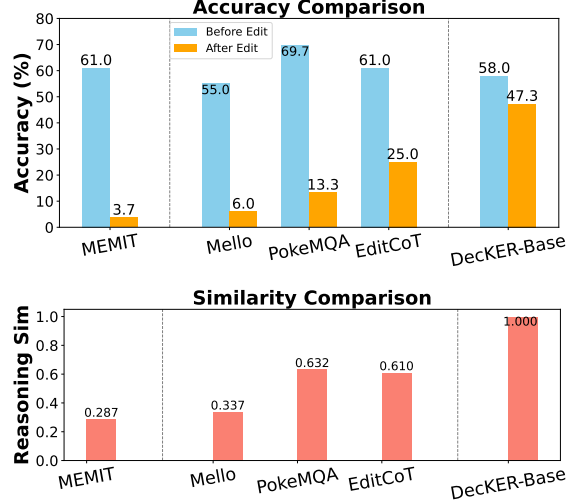 Accuracy Comparison
Accuracy (%)
80
70
60
50
40
30
20
10
0
Before Edit
After Edit
61.0
3.7
55.0
6.0
69.7
13.3
61.0
25.0
58.0
47.3
MEMIT
Mello
PokeMQA
EditCoT
DecKER-Base
Similarity Comparison
Reasoning Sim
1.0
0.8
0.6
0.4
0.2
0.0
0.287
0.337
0.632
0.610
1.000
MEMIT
Mello
PokeMQA
EditCoT
DecKER-Base